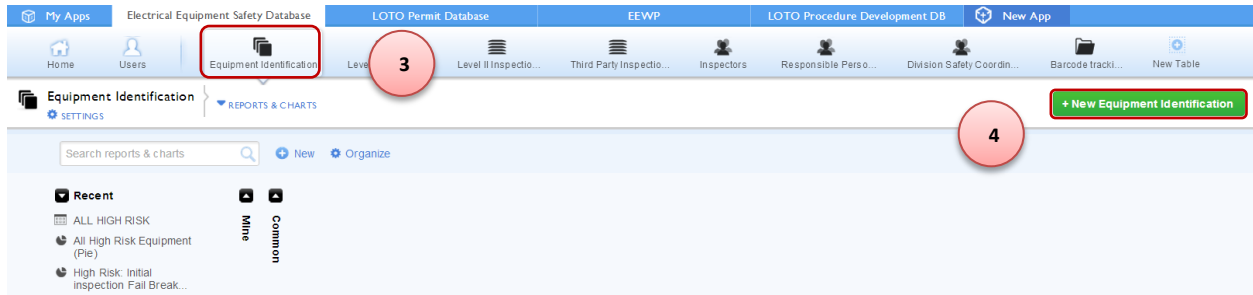 My Apps Electrical Equipment Safety Database LOTO Permit Database EEWP LOTO Procedure Development DB New App
Home Users Equipment Identification Leve 3 Level II Inspectio... Third Party Inspectio... Inspectors Responsible Perso... Division Safety Coordin... Barcode tracki... New Table
Equipment Identification REPORTS & CHARTS + New Equipment Identification
SETTINGS
4
Search reports & charts New Organize
Recent Mine Common
ALL HIGH RISK
All High Risk Equipment
(Pie)
High Risk: Initial
inspection Fail Break...